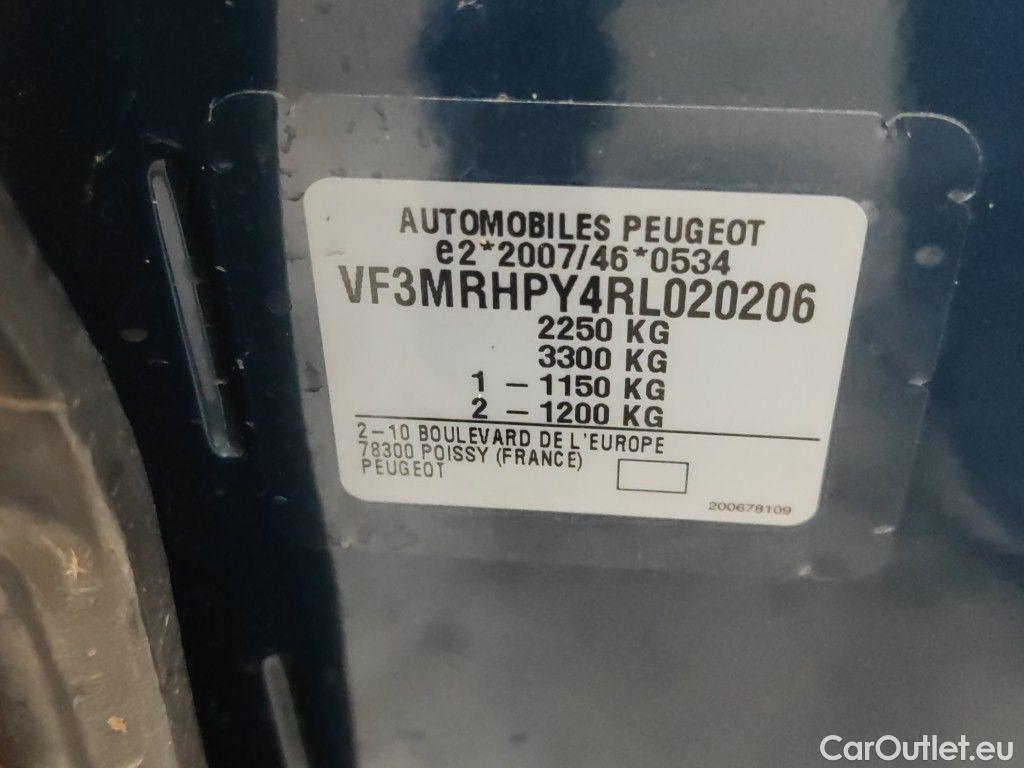 AUTOMOBILES PEUGEOT
e2*2007/46*0534
VF3MRHPY4RL020206
2250 KG
3300 KG
1 - 1150 KG
2 - 1200 KG
2-10 BOULEVARD DE L'EUROPE
78300 POISSY (FRANCE)
PEUGEOT
200678109
CarOutlet.eu